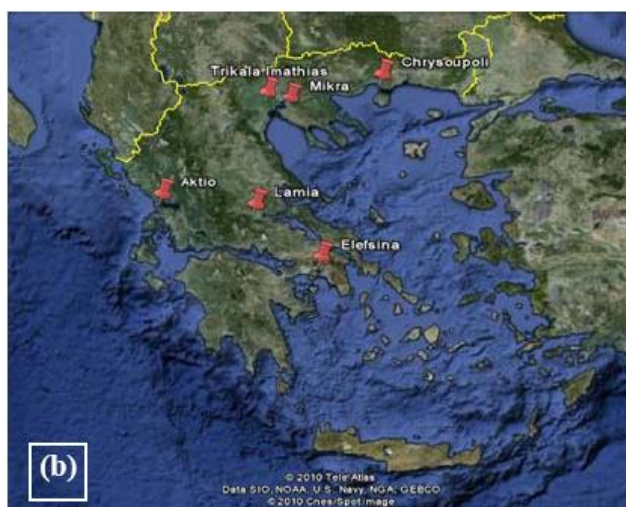 Chrysoupoli
Trikala Imathias
Mikra
Aktio
Lamia
Elefsina
(b)
© 2010 Tele Atlas
Data SIO, NOAA, U.S. Navy, NGA, GEBCO
© 2010 Cnes/Spot Image